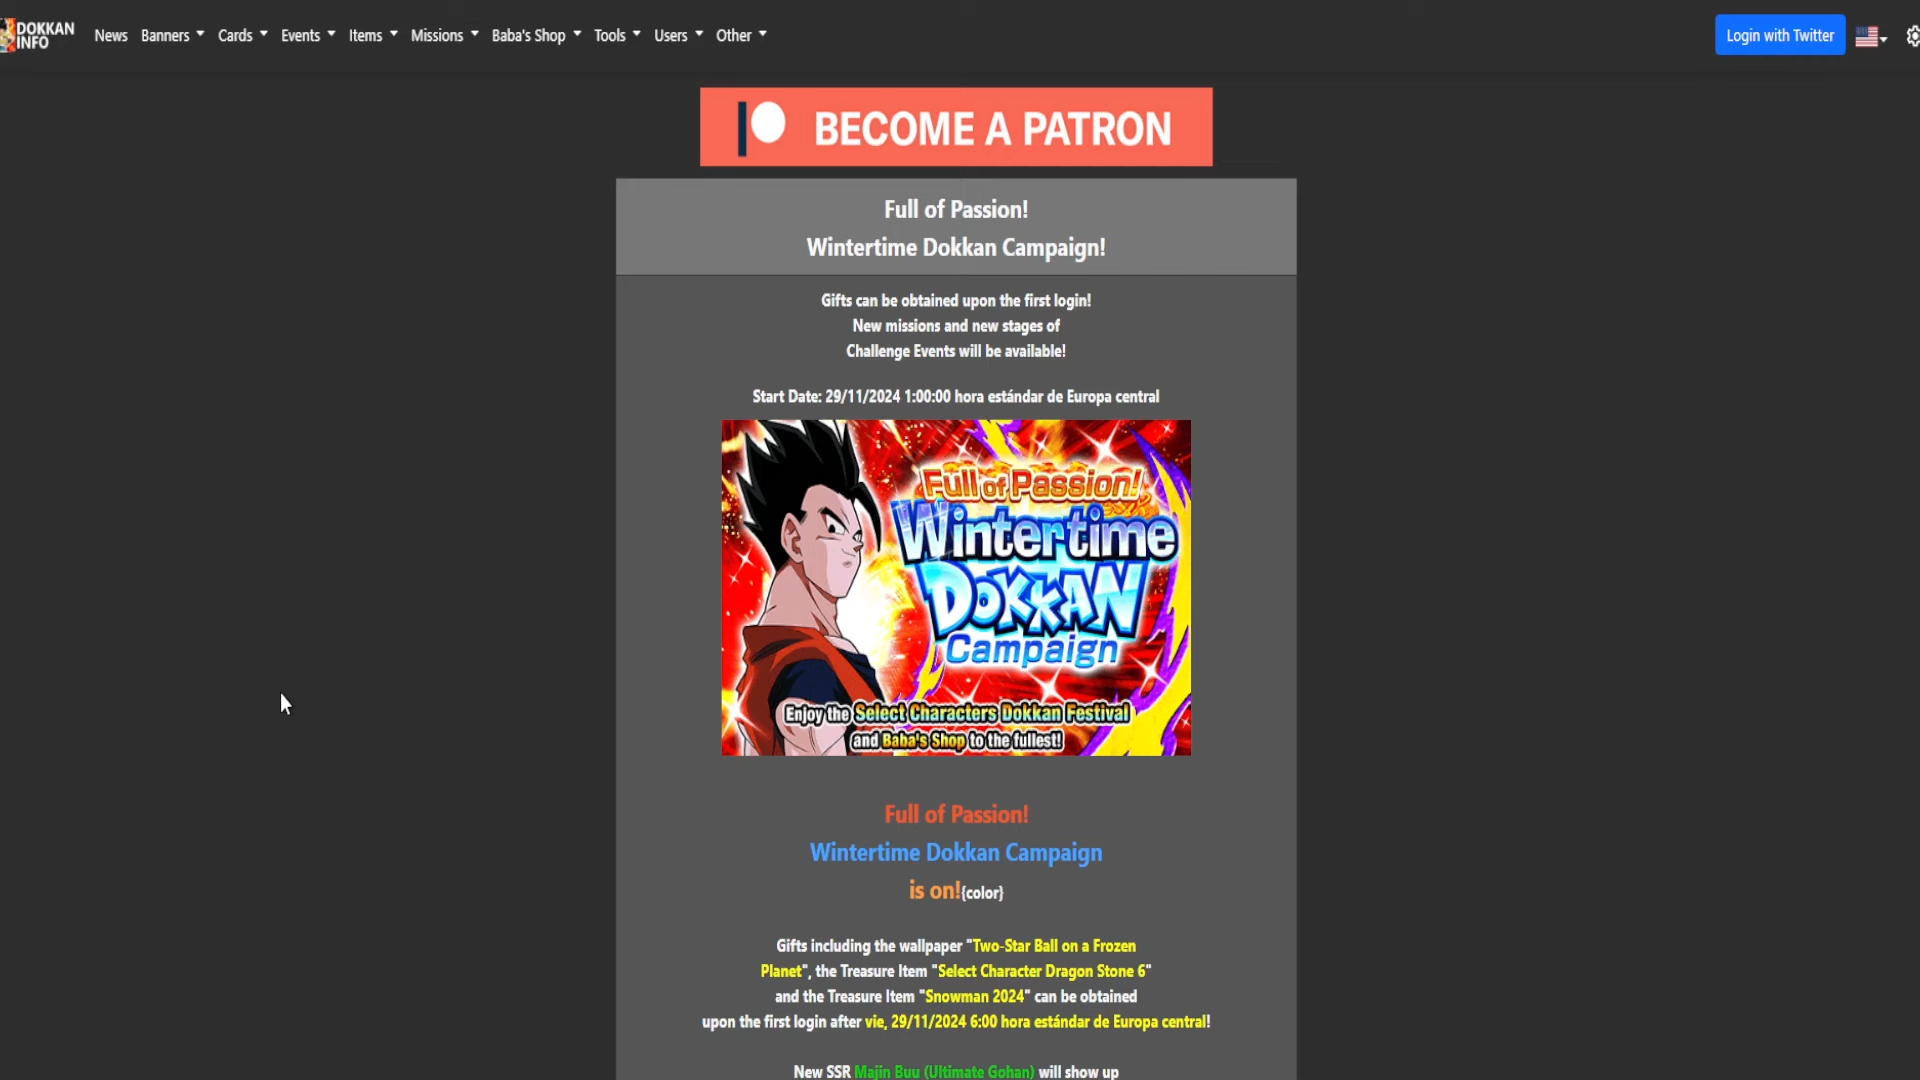 DOKKAN
INFO
News
Banners
Cards
Events
Items
Missions
Baba's Shop
Tools
Users
Other
Login with Twitter
BECOME A PATRON
Full of Passion!
Wintertime Dokkan Campaign!
Gifts can be obtained upon the first login!
New missions and new stages of
Challenge Events will be available!
Start Date: 29/11/2024 1:00:00 hora estándar de Europa central
Full of Passion!
Wintertime
DOKKAN
Campaign
Enjoy the Select Characters Dokkan Festival
and Baba's Shop to the fullest!
Full of Passion!
Wintertime Dokkan Campaign
is on!{color}
Gifts including the wallpaper "Two-Star Ball on a Frozen
Planet", the Treasure Item "Select Character Dragon Stone 6"
and the Treasure Item "Snowman 2024" can be obtained
upon the first login after vie, 29/11/2024 6:00 hora estándar de Europa central!
New SSR Majin Buu (Ultimate Gohan) will show up